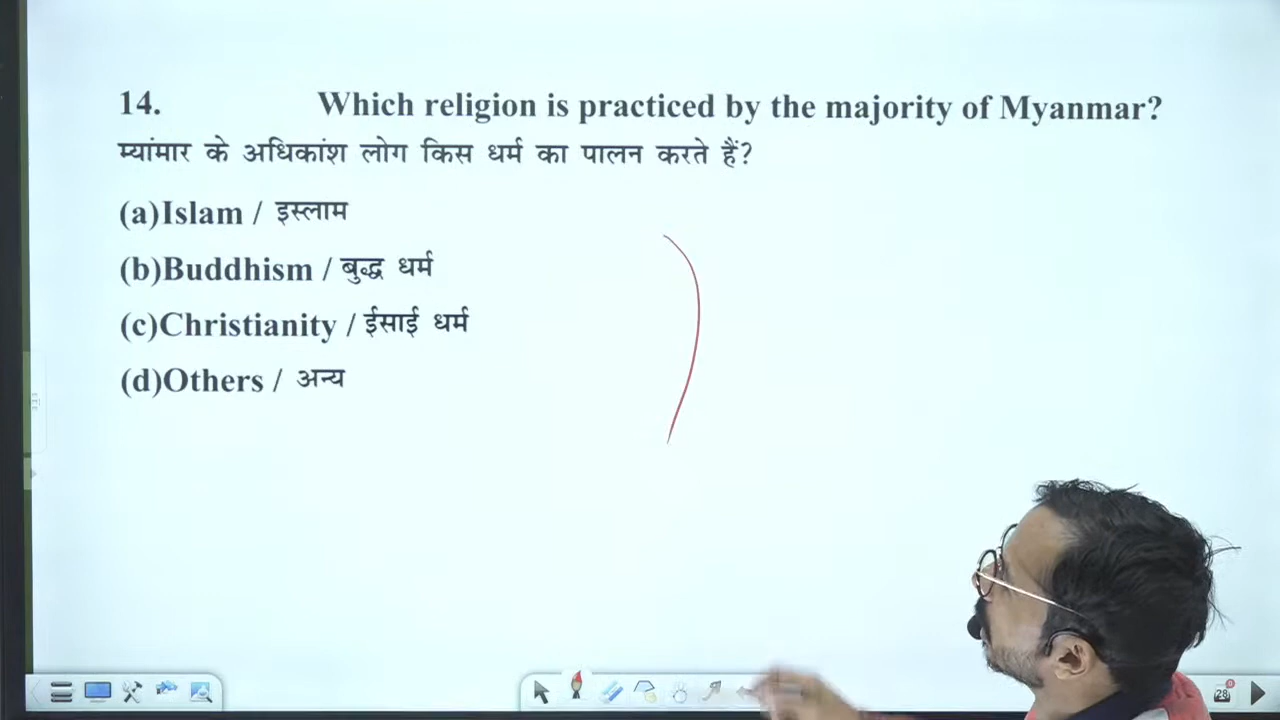 14. Which religion is practiced by the majority of Myanmar?
म्यांमार के अधिकांश लोग किस धर्म का पालन करते हैं?
(a)Islam / इस्लाम
(b)Buddhism / बुद्ध धर्म
(c)Christianity / ईसाई धर्म
(d)Others / अन्य
28